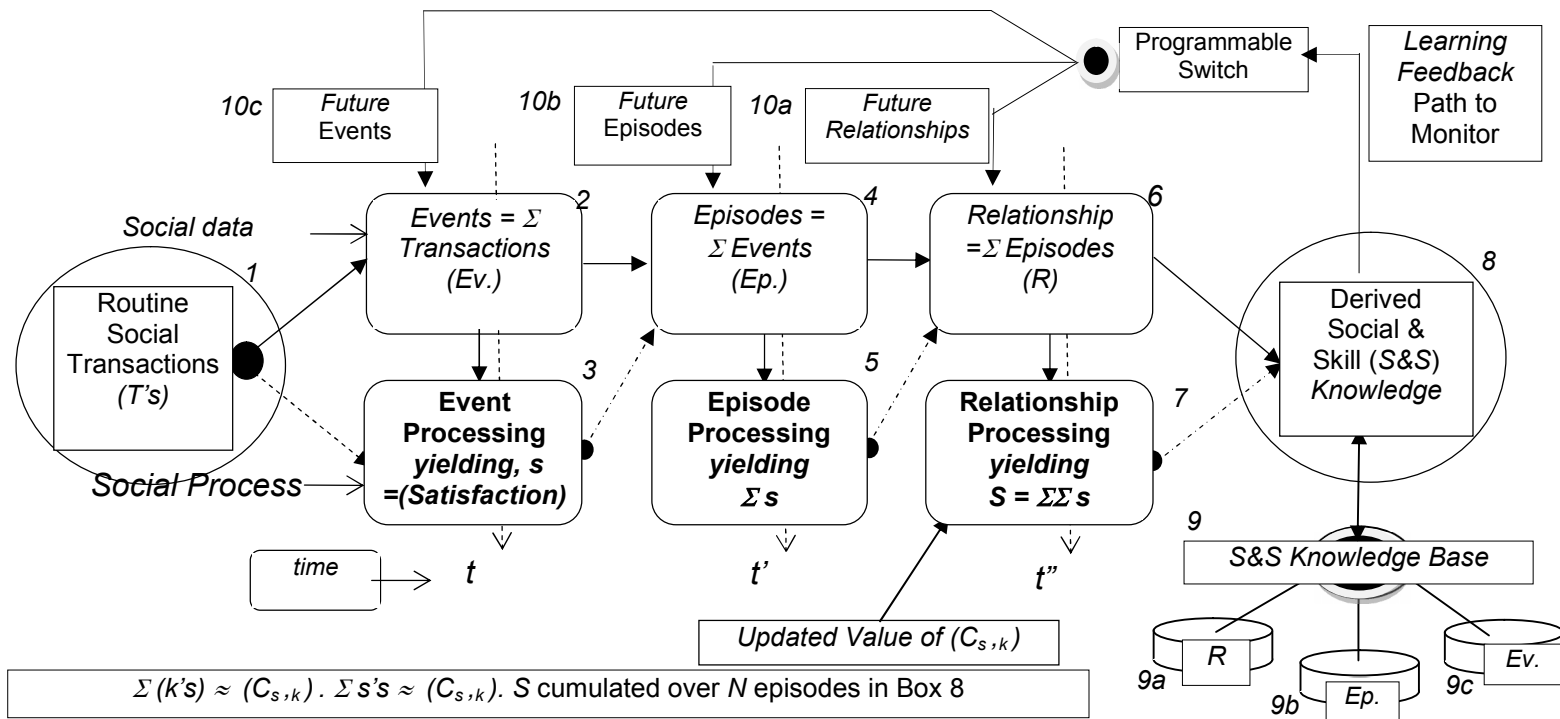 Programmable
Switch
Learning
Feedback
Path to
Monitor
10c
Future
Events
10b
Future
Episodes
10a
Future
Relationships
2
Events = Σ
Transactions
(Ev.)
4
Episodes =
Σ Events
(Ep.)
6
Relationship
=Σ Episodes
(R)
Social data
1
Routine
Social
Transactions
(T's)
8
Derived
Social &
Skill (S&S)
Knowledge
3
Event
Processing
yielding, s
=(Satisfaction)
5
Episode
Processing
yielding
Σ s
7
Relationship
Processing
yielding
S = ΣΣ s
Social Process
time
t
t'
t"
9
S&S Knowledge Base
Updated Value of (Cs,k)
R
9a
Ep.
9b
Ev.
9c
Σ (k's) ≈ (Cs,k) . Σ s's ≈ (Cs,k). S cumulated over N episodes in Box 8